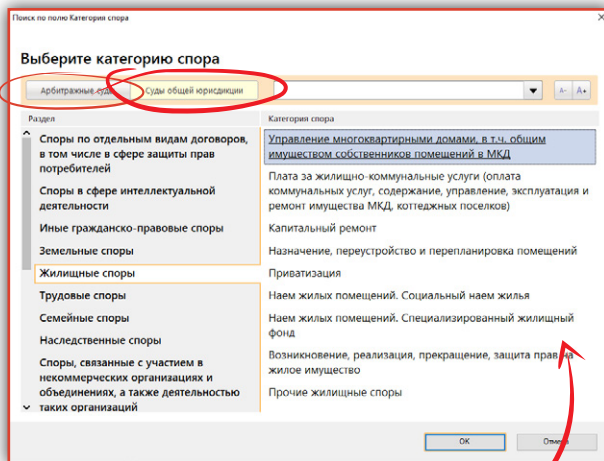 Поиск по полю Категория спора
Выберите категорию спора
Арбитражные суды
Суды общей юрисдикции
A-
A+
Раздел
Категория спора
Споры по отдельным видам договоров,
в том числе в сфере защиты прав
потребителей
Споры в сфере интеллектуальной
деятельности
Иные гражданско-правовые споры
Земельные споры
Жилищные споры
Трудовые споры
Семейные споры
Наследственные споры
Споры, связанные с участием в
некоммерческих организациях и
объединениях, а также деятельностью
таких организаций
Управление многоквартирными домами, в т.ч. общим
имуществом собственников помещений в МКД
Плата за жилищно-коммунальные услуги (оплата
коммунальных услуг, содержание, управление, эксплуатация и
ремонт имущества МКД, коттеджных поселков)
Капитальный ремонт
Назначение, переустройство и перепланировка помещений
Приватизация
Наем жилых помещений. Социальный наем жилья
Наем жилых помещений. Специализированный жилищный
фонд
Возникновение, реализация, прекращение, защита прав на
жилое имущество
Прочие жилищные споры
ОК
Отмена